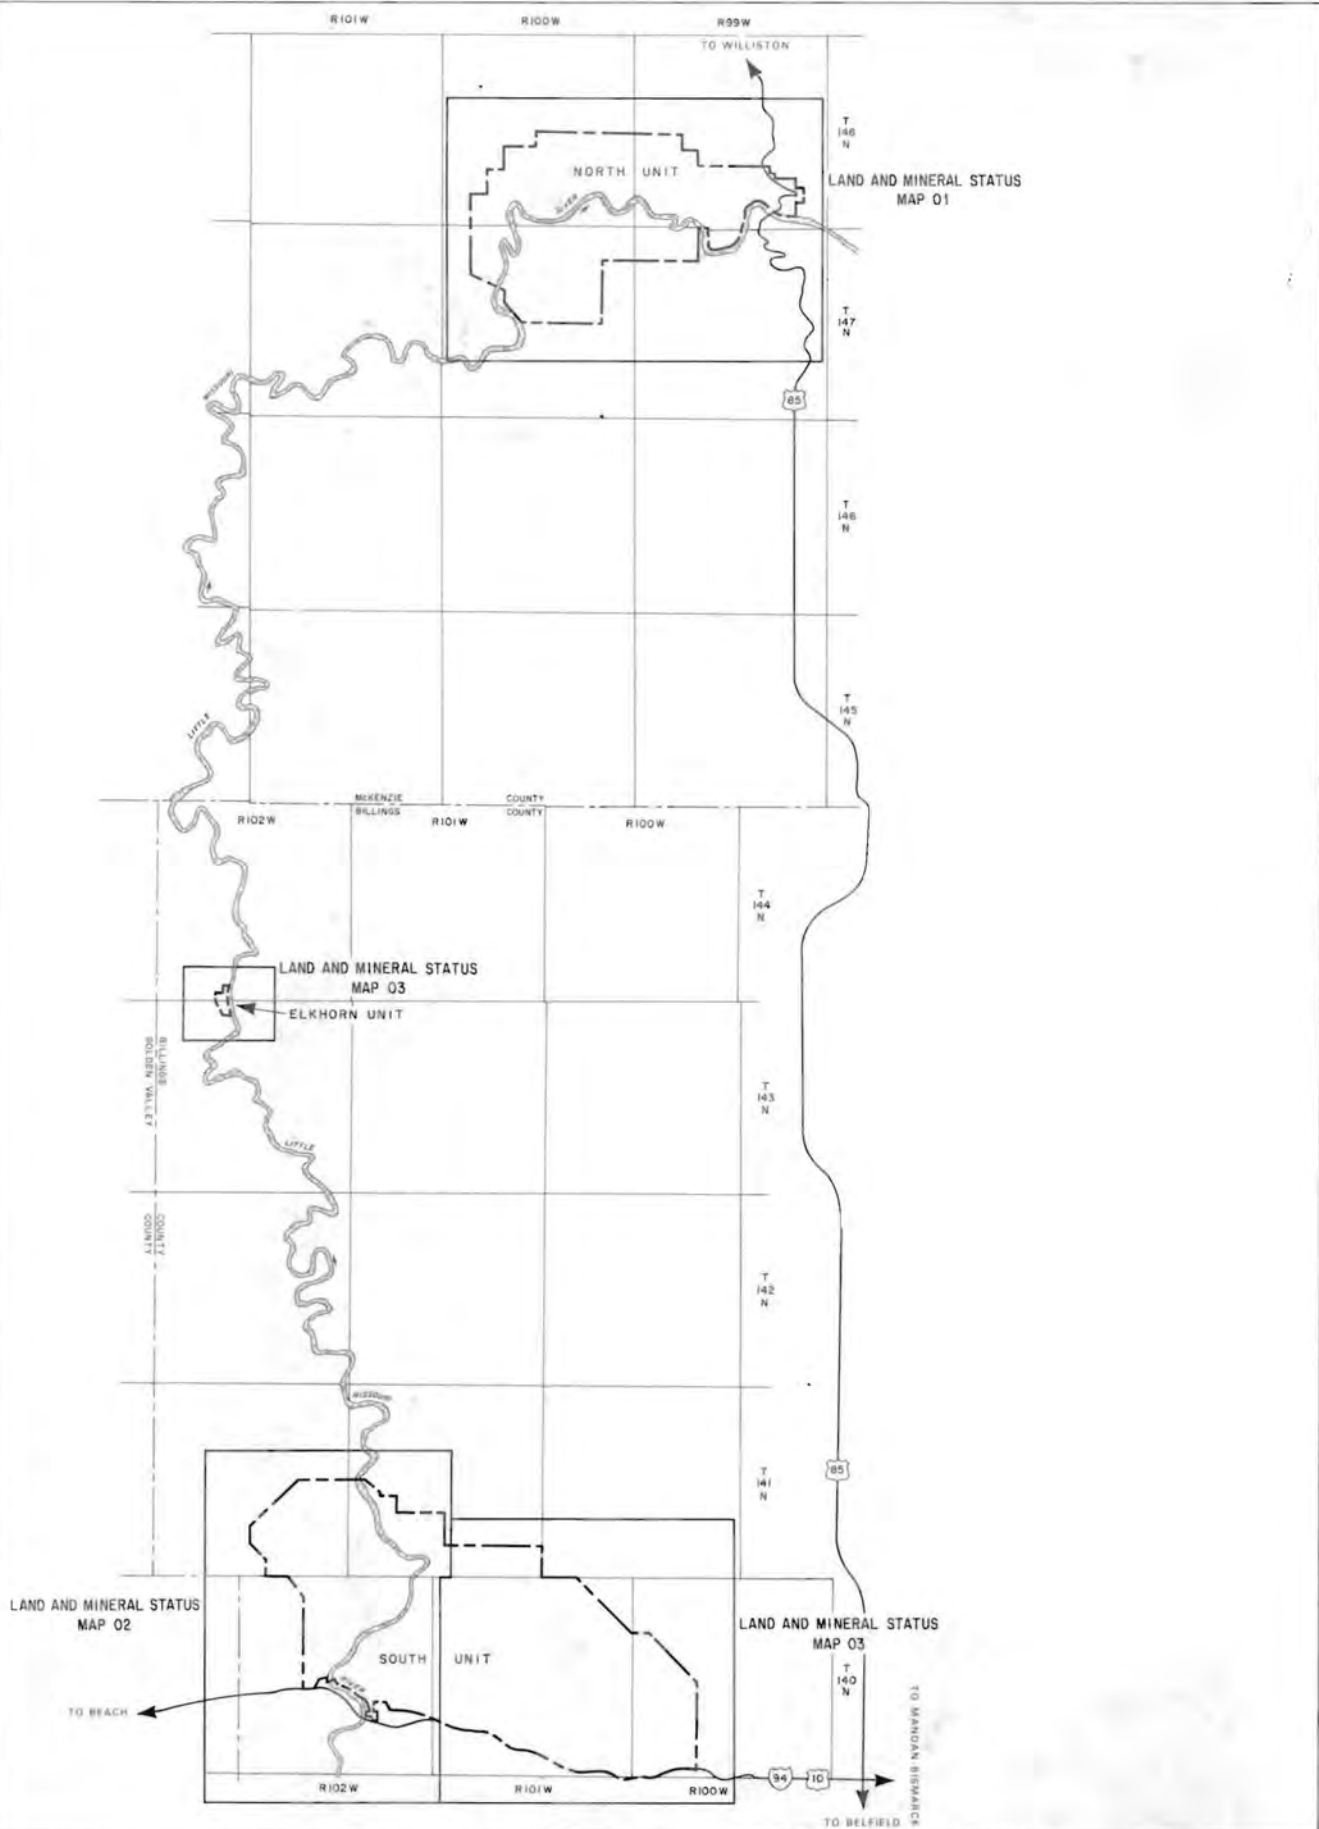 R101W R100W R99W
TO WILLISTON
T
148
N
NORTH UNIT
LAND AND MINERAL STATUS
MAP 01
RIVER
T
147
N
MISSOURI
85
T
146
N
T
145
N
LITTLE
MCKENZIE COUNTY
BILLINGS COUNTY
R102W R101W R100W
T
144
N
LAND AND MINERAL STATUS
MAP 03
ELKHORN UNIT
BILLINGS COUNTY
GOLDEN VALLEY COUNTY
T
143
N
LITTLE
T
142
N
MISSOURI
T
141
N
85
LAND AND MINERAL STATUS
MAP 02
LAND AND MINERAL STATUS
MAP 03
SOUTH UNIT
T
140
N
RIVER
TO BEACH
TO MANDAN BISMARCK
94 10
R102W R101W R100W
TO BELFIELD